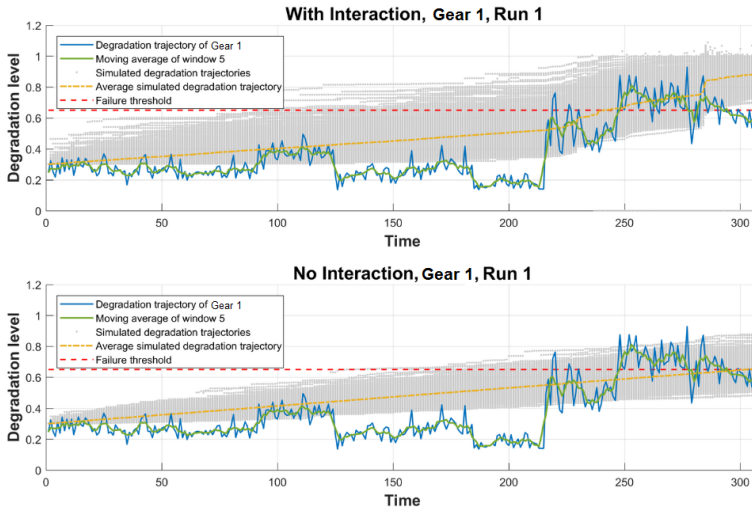 With Interaction, Gear 1, Run 1
1.2
1
0.8
0.6
0.4
0.2
0
Degradation level
Degradation trajectory of Gear 1
Moving average of window 5
Simulated degradation trajectories
Average simulated degradation trajectory
Failure threshold
0 50 100 150 200 250 300
Time
No Interaction, Gear 1, Run 1
1.2
1
0.8
0.6
0.4
0.2
0
Degradation level
Degradation trajectory of Gear 1
Moving average of window 5
Simulated degradation trajectories
Average simulated degradation trajectory
Failure threshold
0 50 100 150 200 250 300
Time